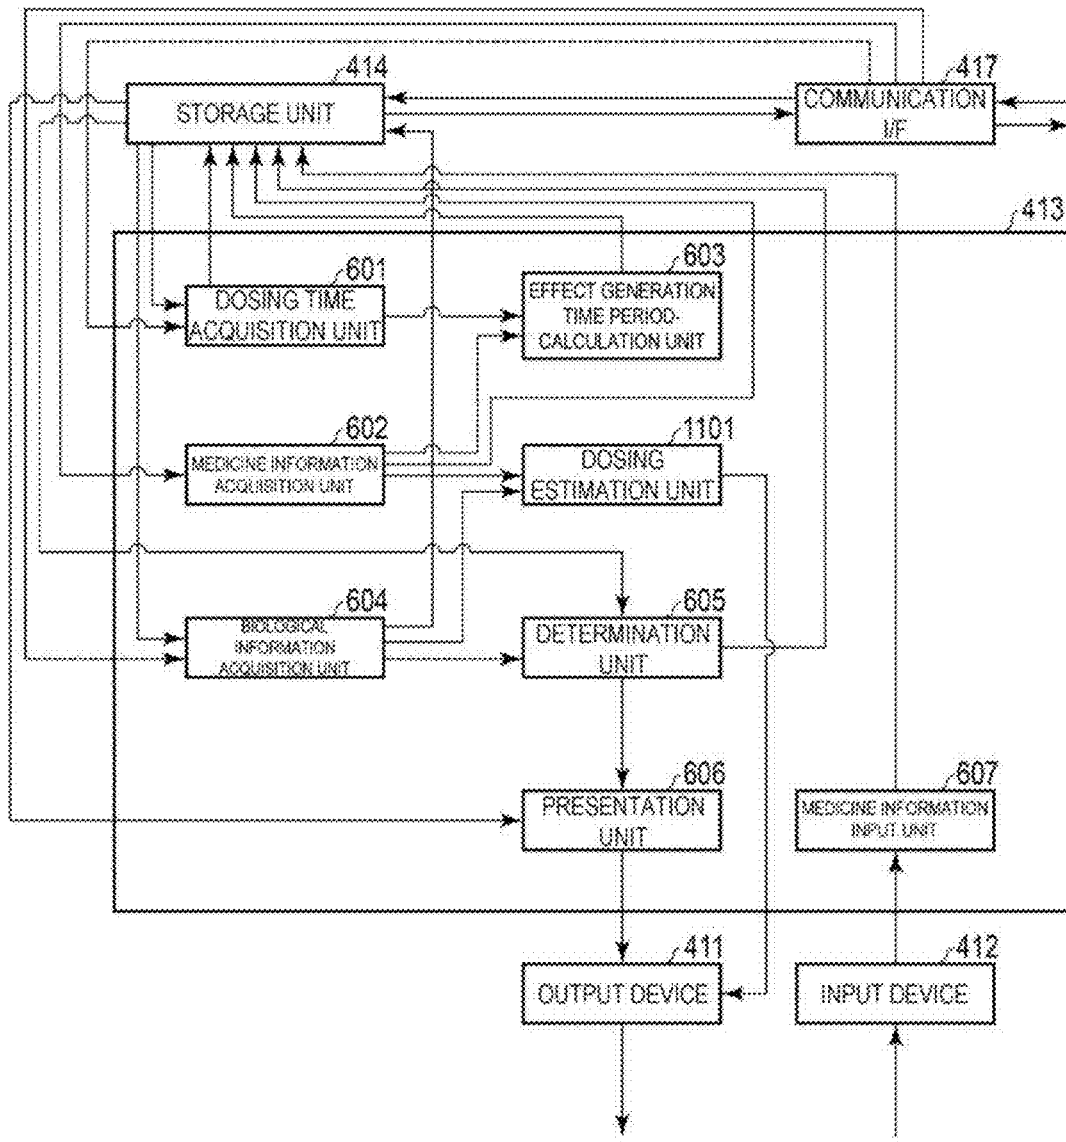 414
417
STORAGE UNIT
COMMUNICATION
I/F
413
601
603
DOSING TIME
ACQUISITION UNIT
EFFECT GENERATION
TIME PERIOD-
CALCULATION UNIT
602
1101
MEDICINE INFORMATION
ACQUISITION UNIT
DOSING
ESTIMATION UNIT
604
605
BIOLOGICAL
INFORMATION
ACQUISITION UNIT
DETERMINATION
UNIT
606
607
PRESENTATION
UNIT
MEDICINE INFORMATION
INPUT UNIT
411
412
OUTPUT DEVICE
INPUT DEVICE